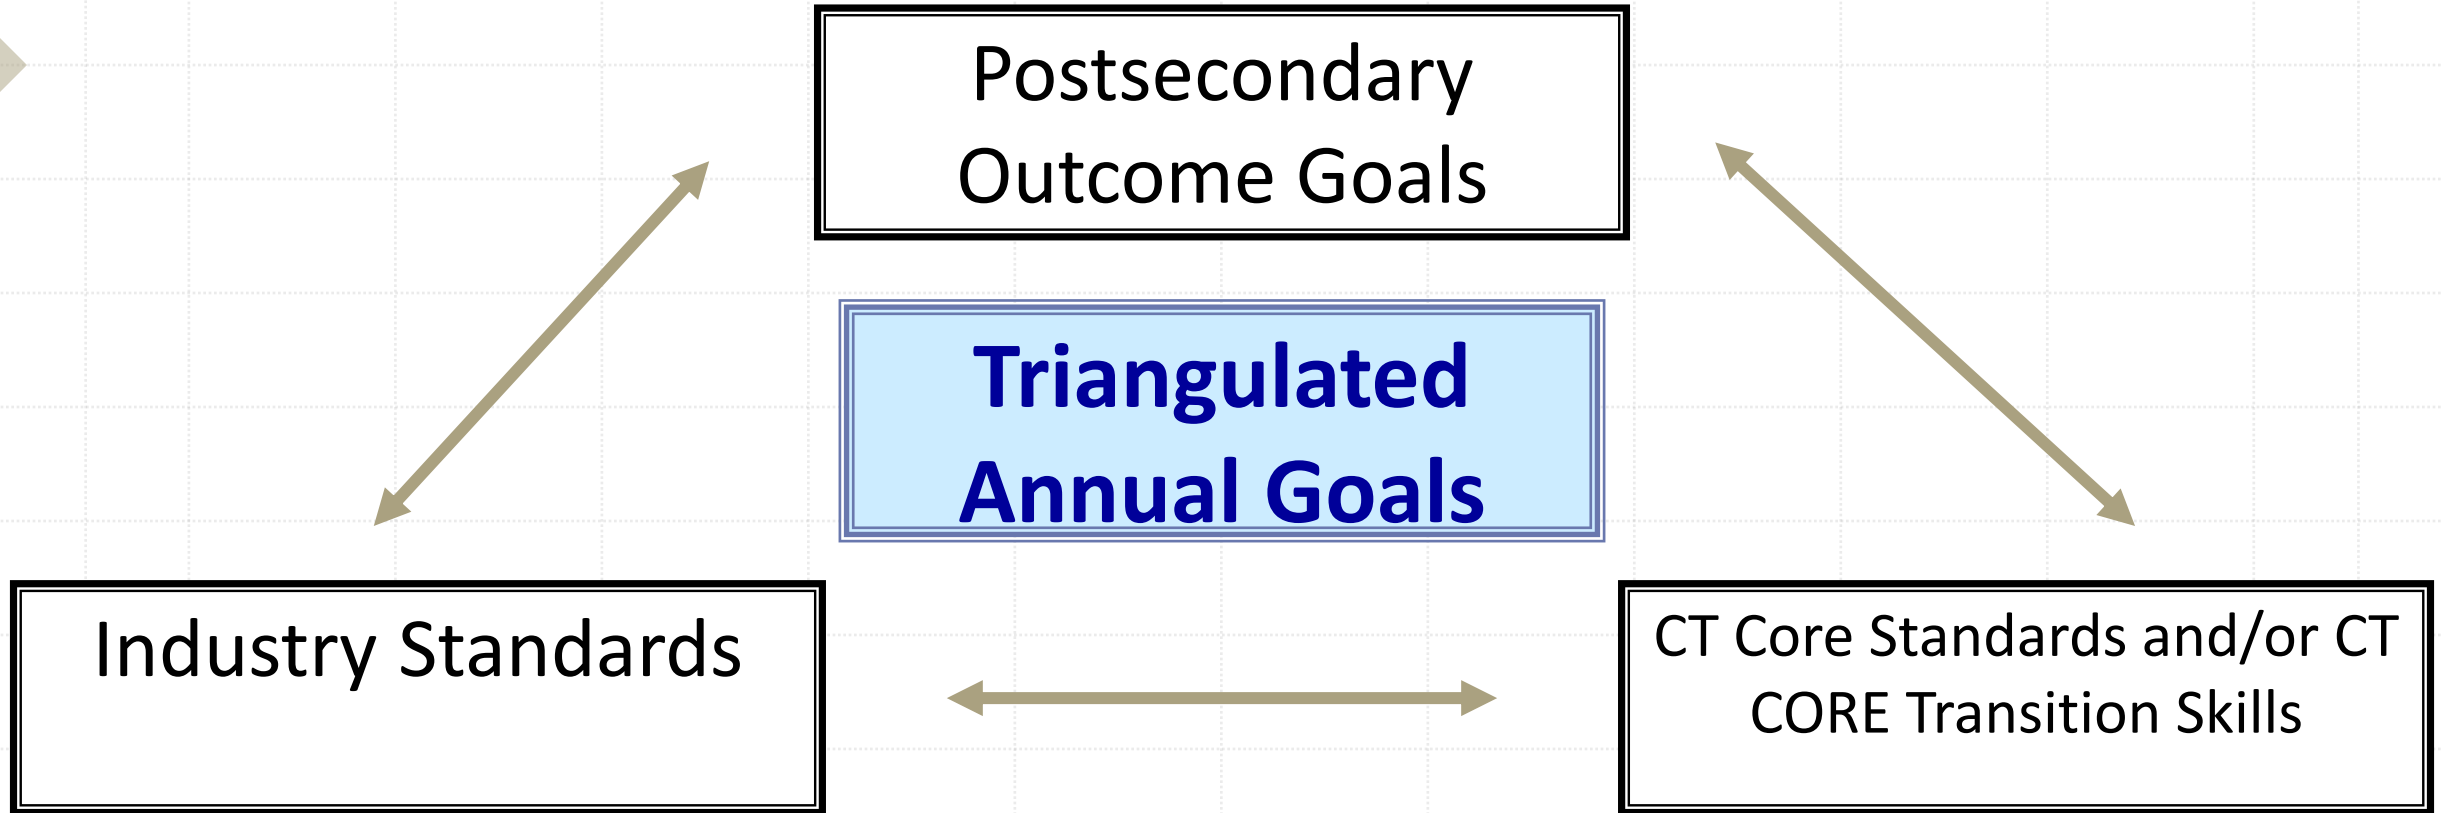 Postsecondary
Outcome Goals
Triangulated
Annual Goals
Industry Standards
CT Core Standards and/or CT
CORE Transition Skills